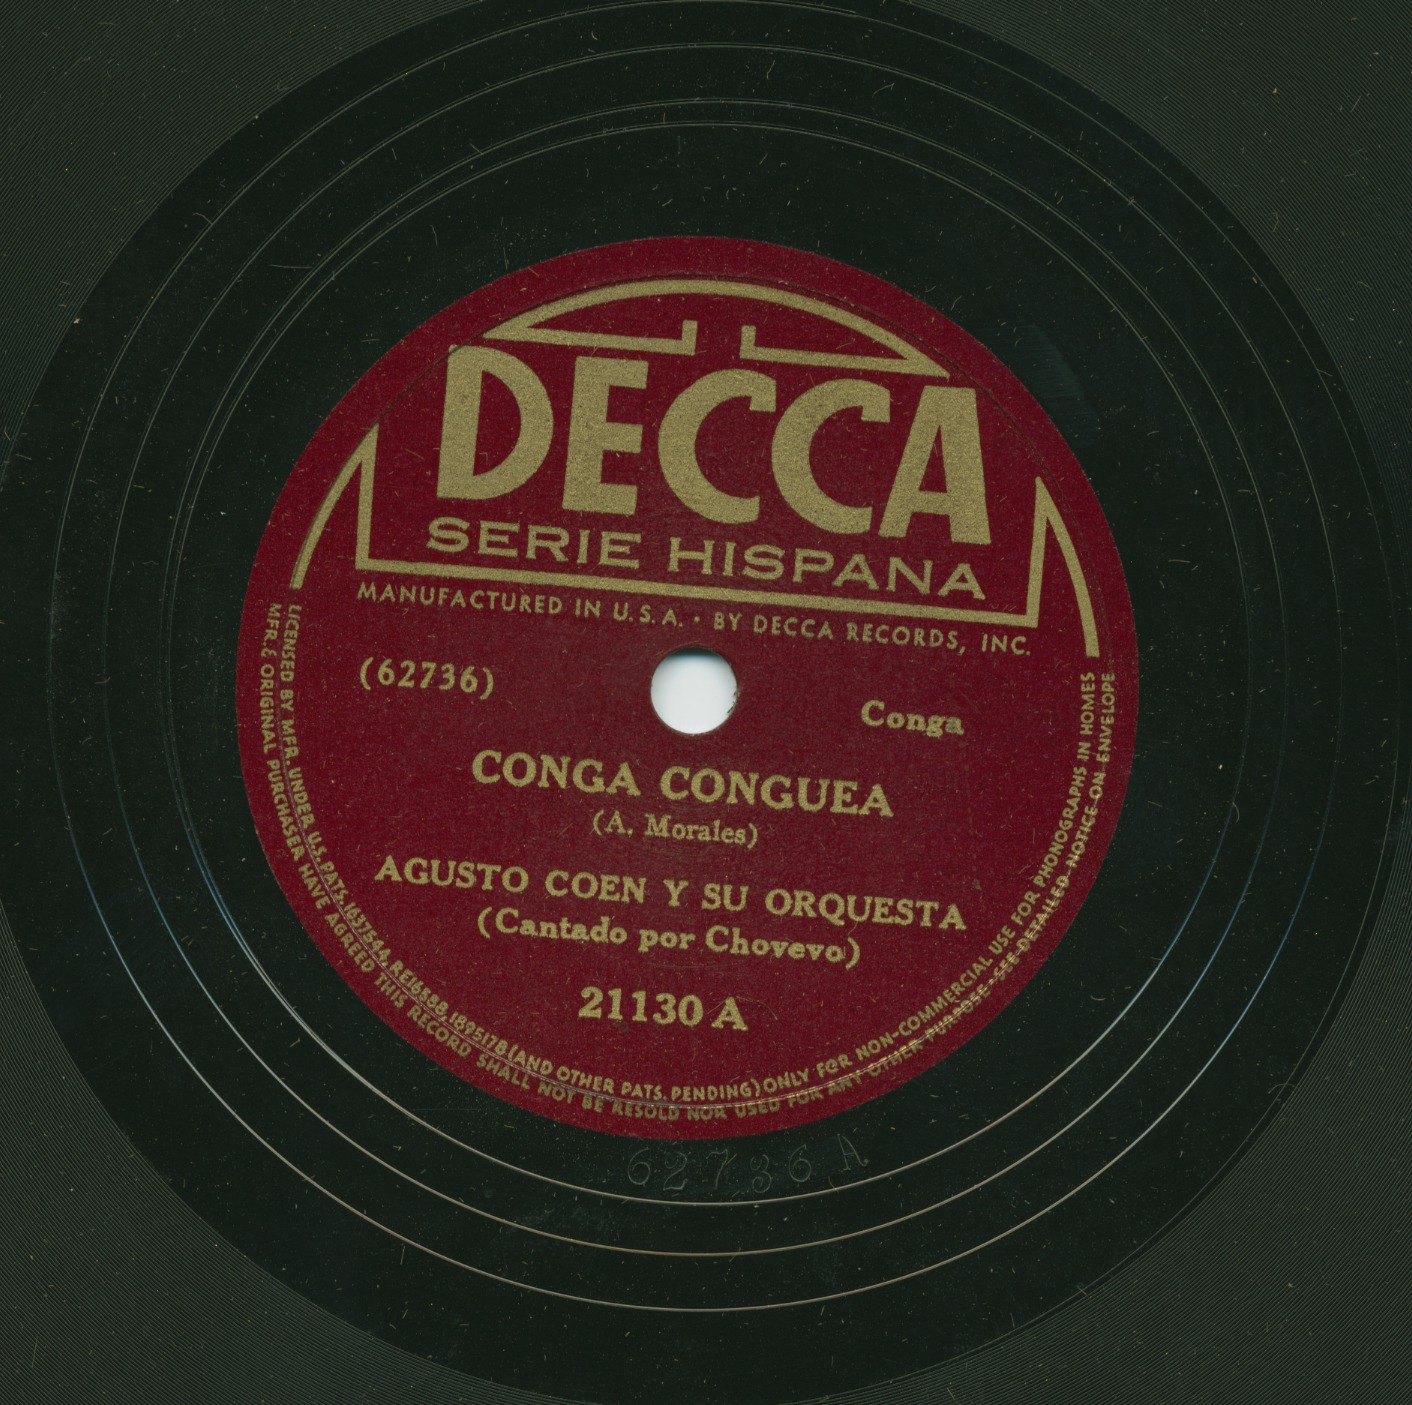 DECCA
SERIE HISPANA
MANUFACTURED IN U.S.A. • BY DECCA RECORDS, INC.
(62736)
Conga
CONGA CONGUEA
(A. Morales)
AGUSTO COEN Y SU ORQUESTA
(Cantado por Chovevo)
21130 A
LICENSED BY MFR. UNDER U.S. PATS. 1637544, RE16588, 1895178 (AND OTHER PATS. PENDING) ONLY FOR NON-COMMERCIAL USE FOR PHONOGRAPHS IN HOMES
MFR. & ORIGINAL PURCHASER HAVE AGREED THIS RECORD SHALL NOT BE RESOLD NOR USED FOR ANY OTHER PURPOSE • SEE DETAILED NOTICE ON ENVELOPE
62736 A